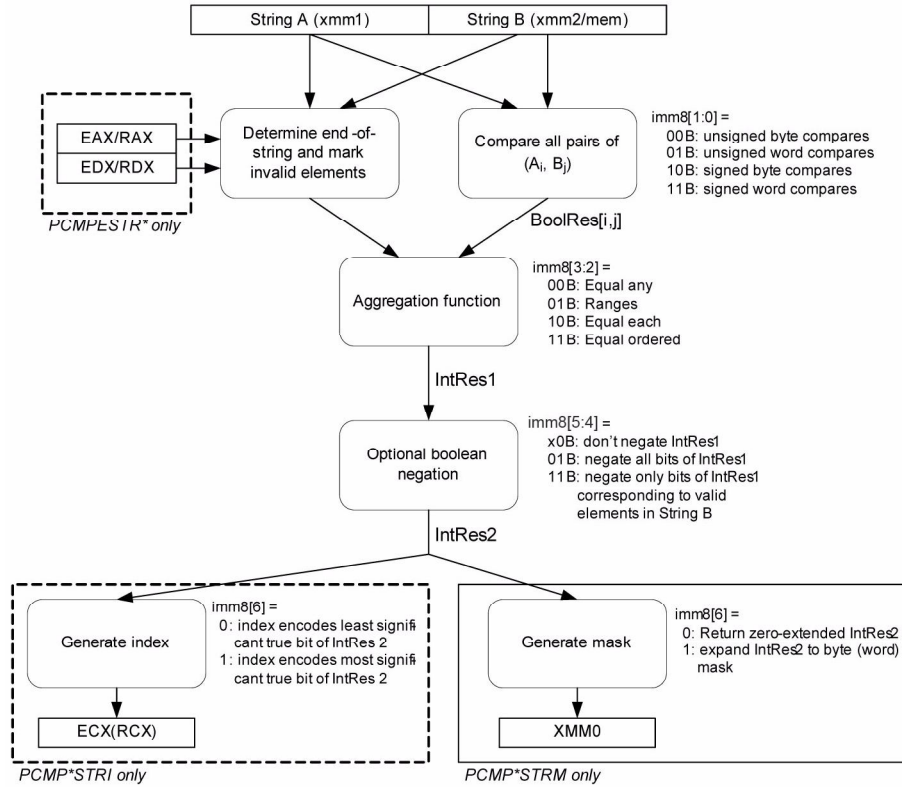 String A (xmm1)
String B (xmm2/mem)
EAX/RAX
EDX/RDX
PCMPESTR* only
Determine end-of-
string and mark
invalid elements
Compare all pairs of
(Ai, Bj)
imm8[1:0] =
00B: unsigned byte compares
01B: unsigned word compares
10B: signed byte compares
11B: signed word compares
BoolRes[i,j]
Aggregation function
imm8[3:2] =
00B: Equal any
01B: Ranges
10B: Equal each
11B: Equal ordered
IntRes1
Optional boolean
negation
imm8[5:4] =
x0B: don't negate IntRes1
01B: negate all bits of IntRes1
11B: negate only bits of IntRes1
corresponding to valid
elements in String B
IntRes2
Generate index
imm8[6] =
0: index encodes least signifi
cant true bit of IntRes 2
1: index encodes most signifi
cant true bit of IntRes 2
ECX(RCX)
PCMP*STRI only
Generate mask
imm8[6] =
0: Return zero-extended IntRes2
1: expand IntRes2 to byte (word)
mask
XMM0
PCMP*STRM only